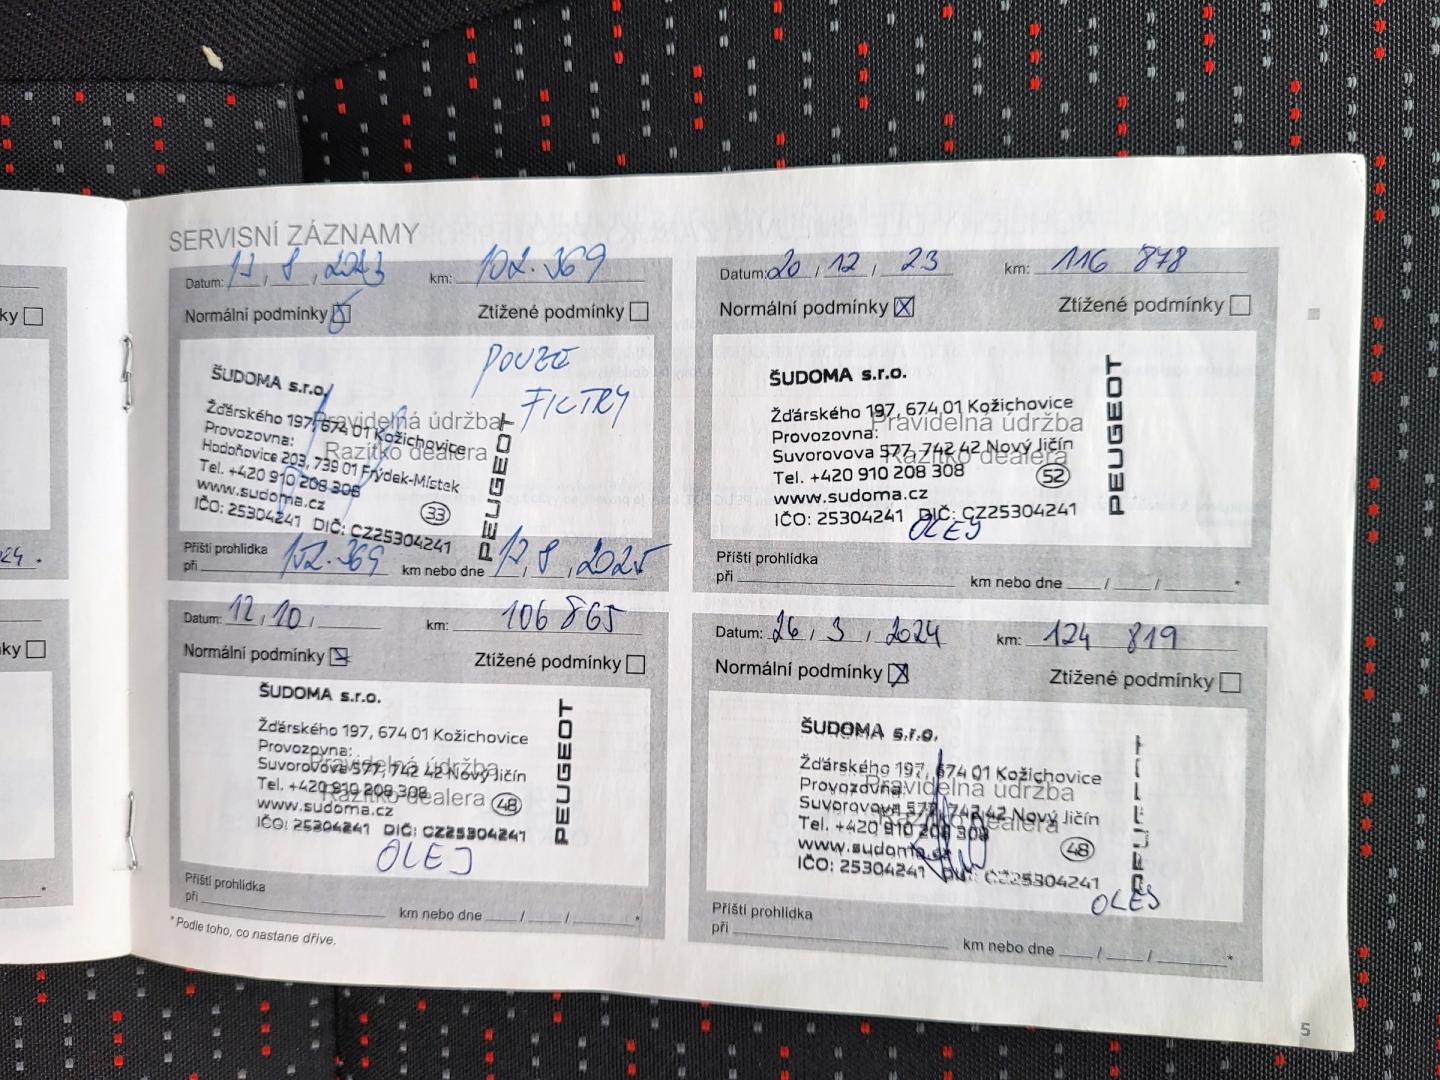 SERVISNÍ ZÁZNAMY
Datum: 17, 8, 2023 km: 102.369
Normální podmínky Ztížené podmínky
POUZE
FILTRY
ŠUDOMA s.r.o.
Žďárského 197, 674 01 Kožichovice
Pravidelná údržba
Provozovna:
Razítko dealera
Hodoňovice 203, 739 01 Frýdek-Místek
Tel. +420 910 208 308
www.sudoma.cz
33
IČO: 25304241 DIČ: CZ25304241
PEUGEOT
Příští prohlídka
při 152.369 km nebo dne 17, 8, 2025
Datum: 12, 10, km: 106 865
Normální podmínky Ztížené podmínky
ŠUDOMA s.r.o.
Žďárského 197, 674 01 Kožichovice
Provozovna:
Pravidelná údržba
Suvorovova 577, 742 42 Nový Jičín
Tel. +420 910 208 308
Razítko dealera
48
www.sudoma.cz
IČO: 25304241 DIČ: CZ25304241
PEUGEOT
OLEJ
Příští prohlídka
při km nebo dne / / *
* Podle toho, co nastane dříve.
Datum: 20 / 12 / 23 km: 116 878
Normální podmínky Ztížené podmínky
ŠUDOMA s.r.o.
Žďárského 197, 674 01 Kožichovice
Pravidelná údržba
Provozovna:
Suvorovova 577, 742 42 Nový Jičín
Razítko dealera
Tel. +420 910 208 308
52
www.sudoma.cz
IČO: 25304241 DIČ: CZ25304241
PEUGEOT
OLEJ
Příští prohlídka
při km nebo dne / / *
Datum: 26 / 3 / 2024 km: 124 819
Normální podmínky Ztížené podmínky
ŠUDOMA s.r.o.
Žďárského 197, 674 01 Kožichovice
Pravidelná údržba
Provozovna:
Suvorovova 577, 742 42 Nový Jičín
Razítko dealera
Tel. +420 910 208 308
48
www.sudoma.cz
IČO: 25304241 DIČ: CZ25304241
PEUGEOT
OLEJ
Příští prohlídka
při km nebo dne / / *
5